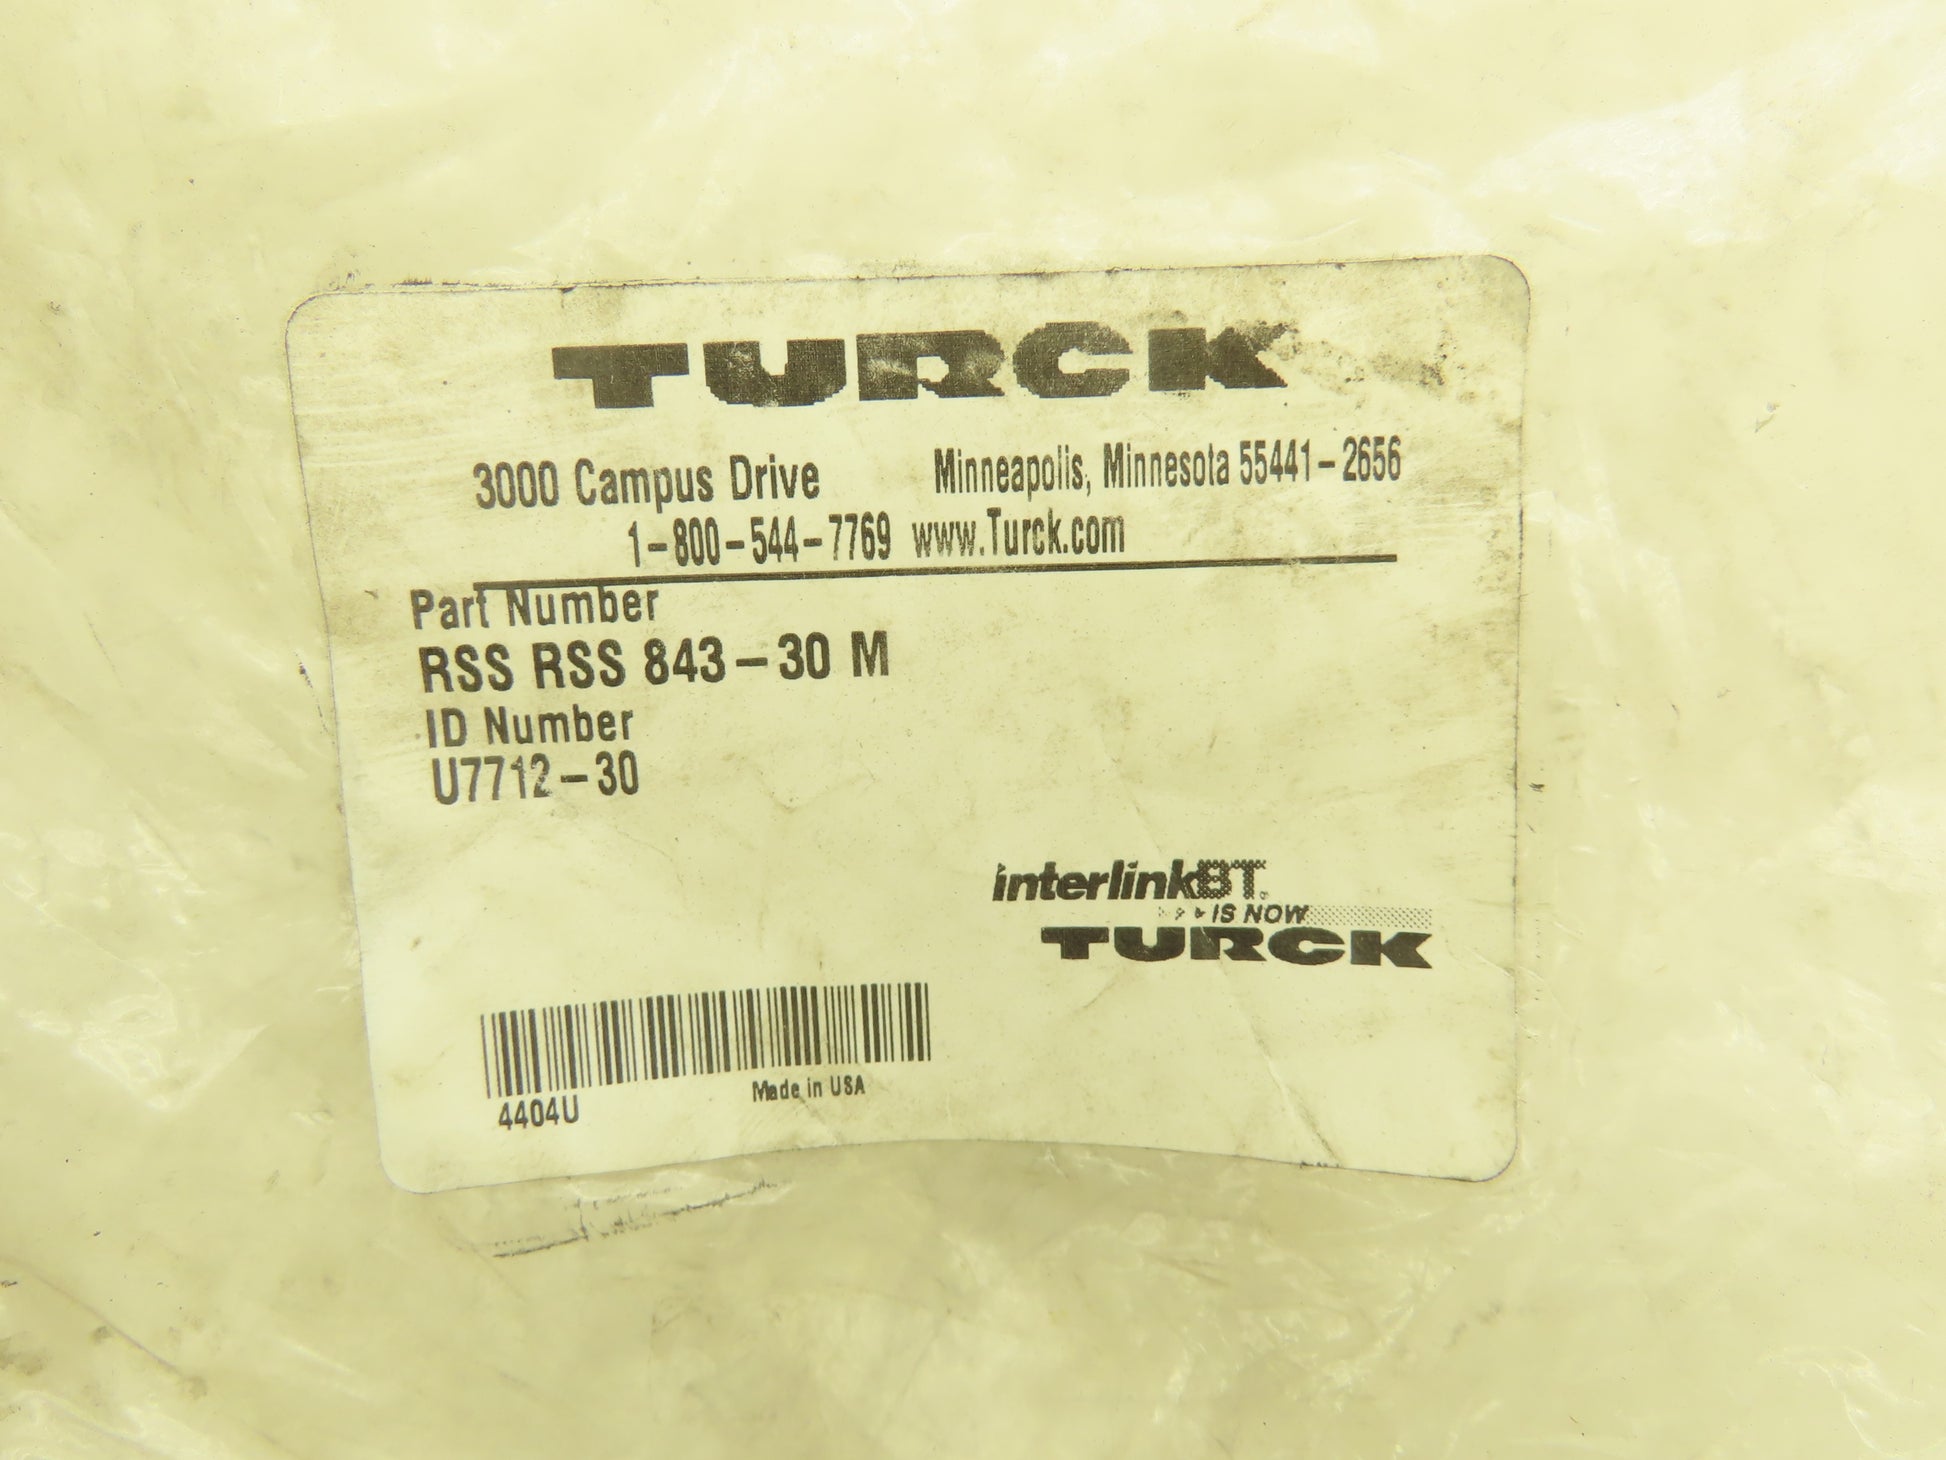 TURCK
3000 Campus Drive Minneapolis, Minnesota 55441-2656
1-800-544-7769 www.Turck.com
Part Number
RSS RSS 843-30 M
ID Number
U7712-30
interlinkBT
IS NOW
TURCK
4404U
Made in USA